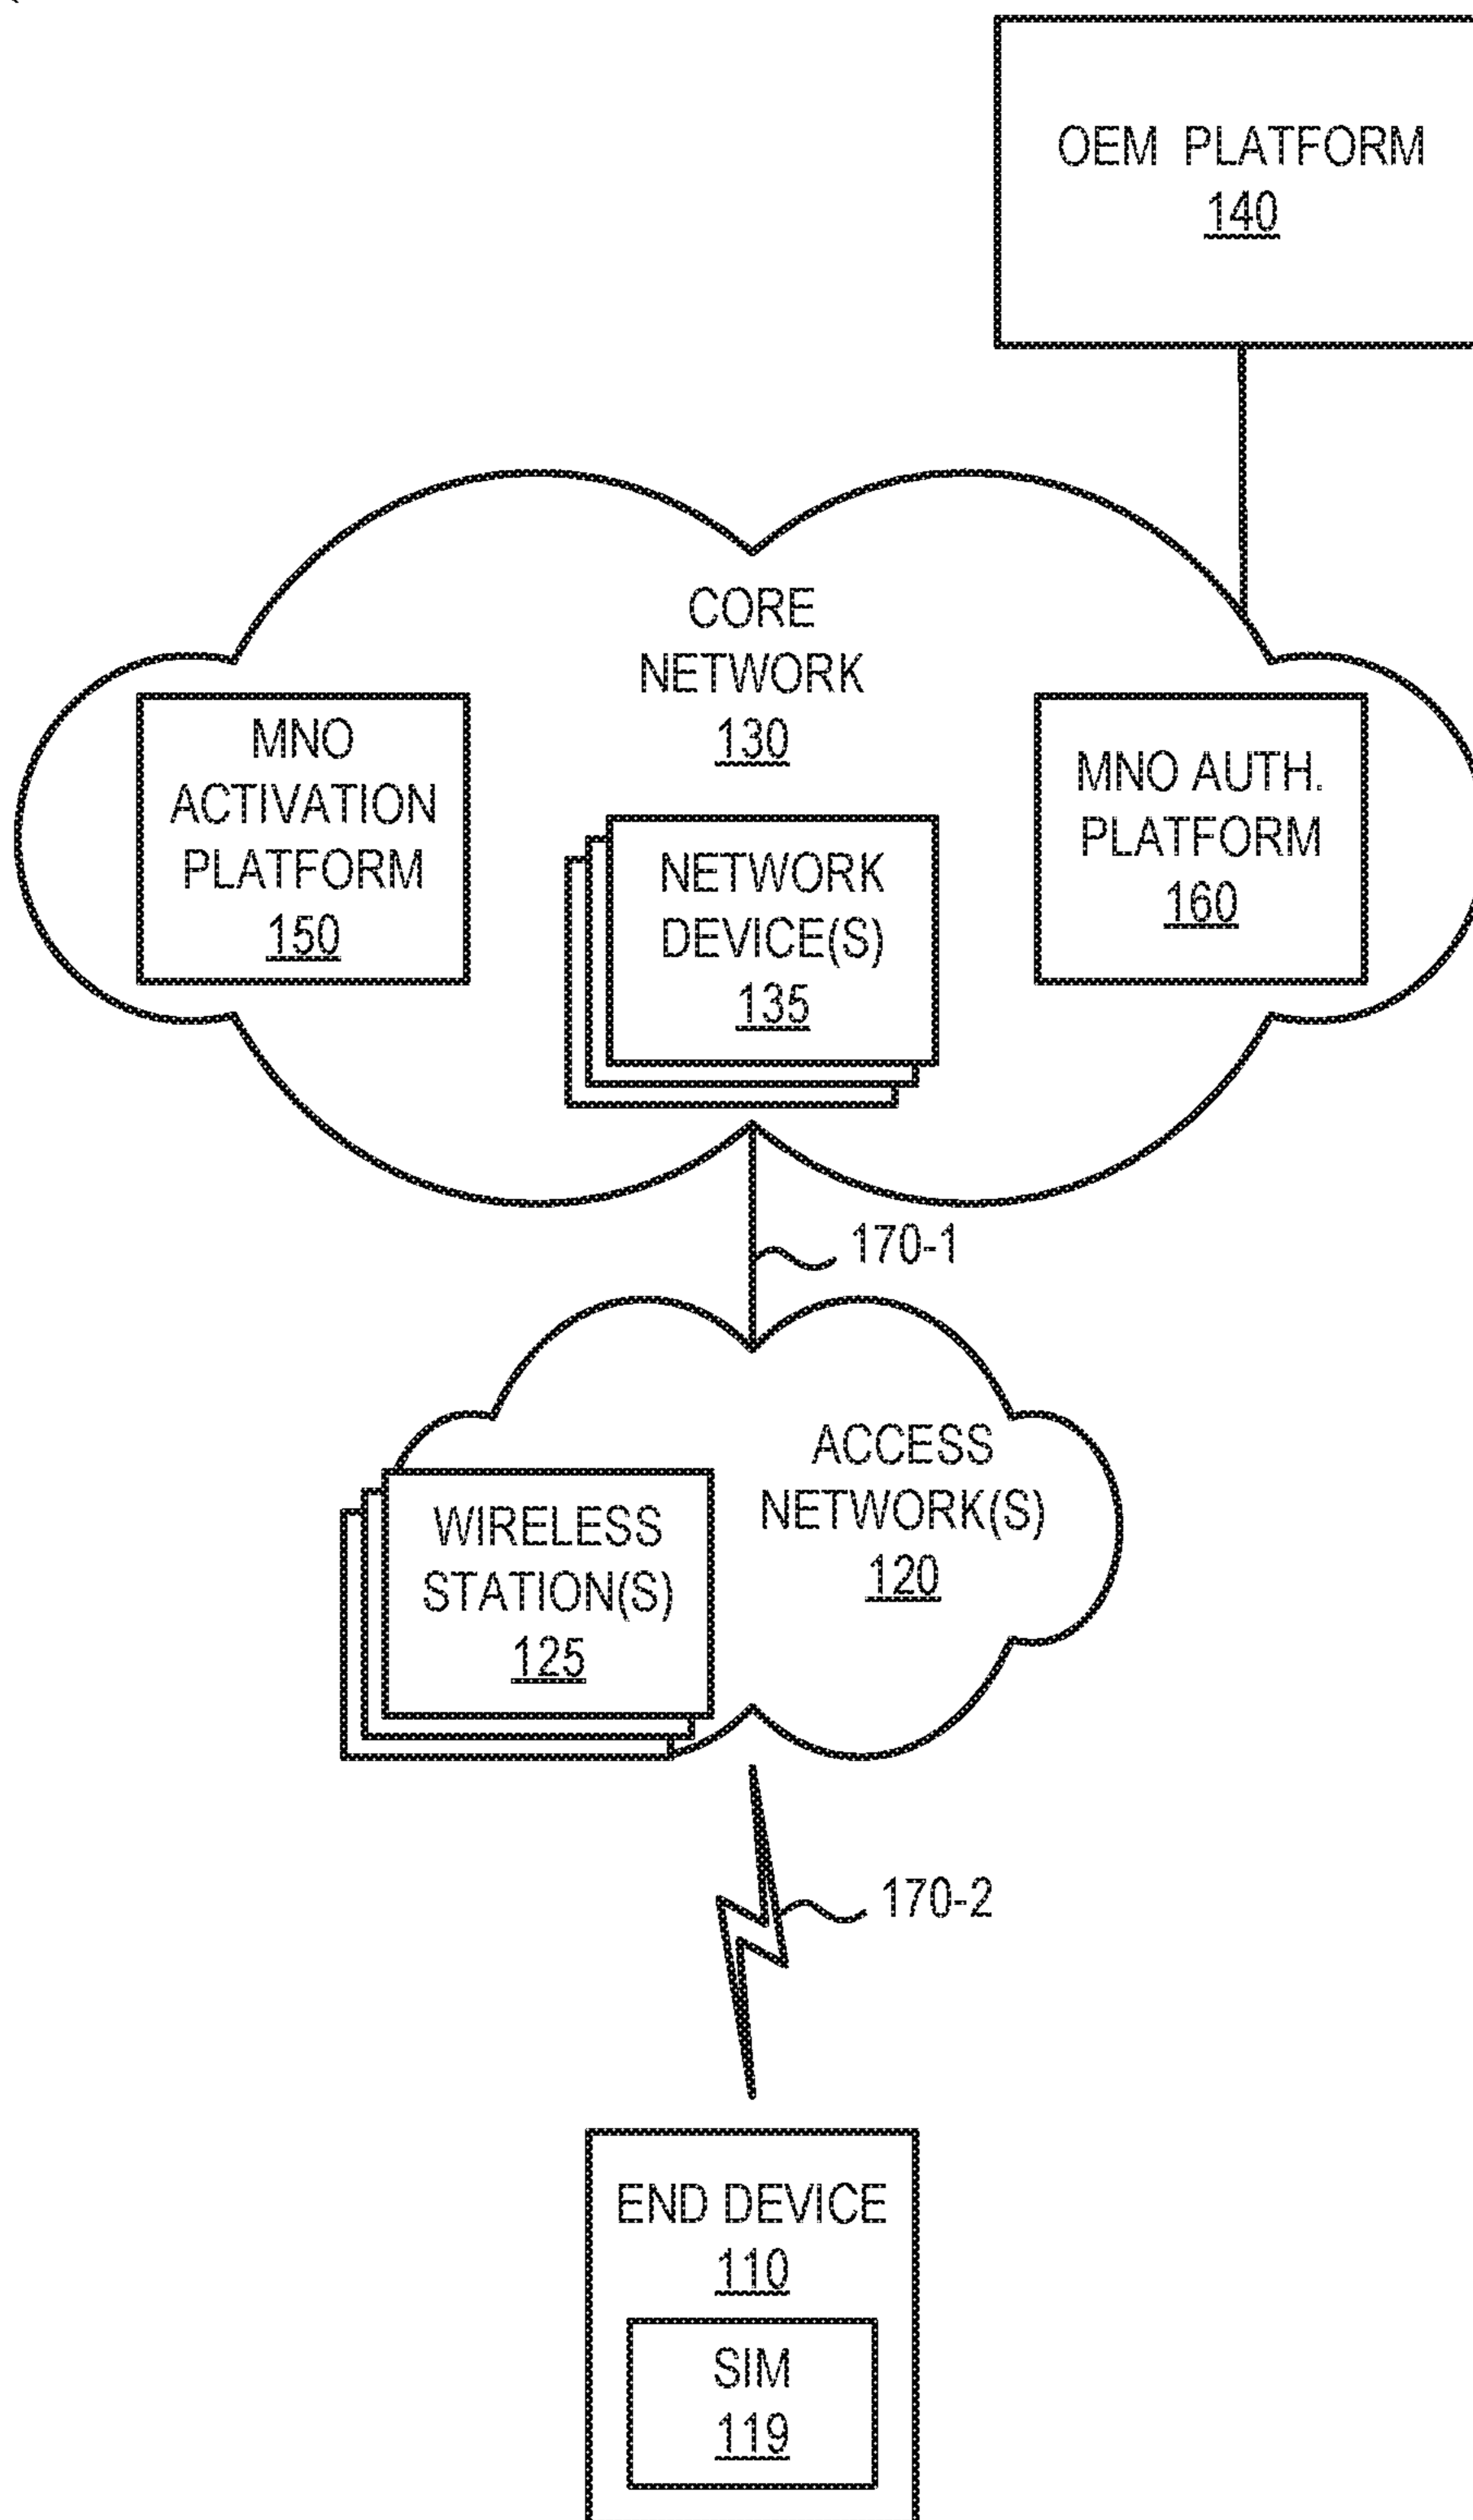 OEM PLATFORM
140
CORE
NETWORK
130
MNO
ACTIVATION
PLATFORM
150
NETWORK
DEVICE(S)
135
MNO AUTH.
PLATFORM
160
170-1
ACCESS
NETWORK(S)
120
WIRELESS
STATION(S)
125
170-2
END DEVICE
110
SIM
119